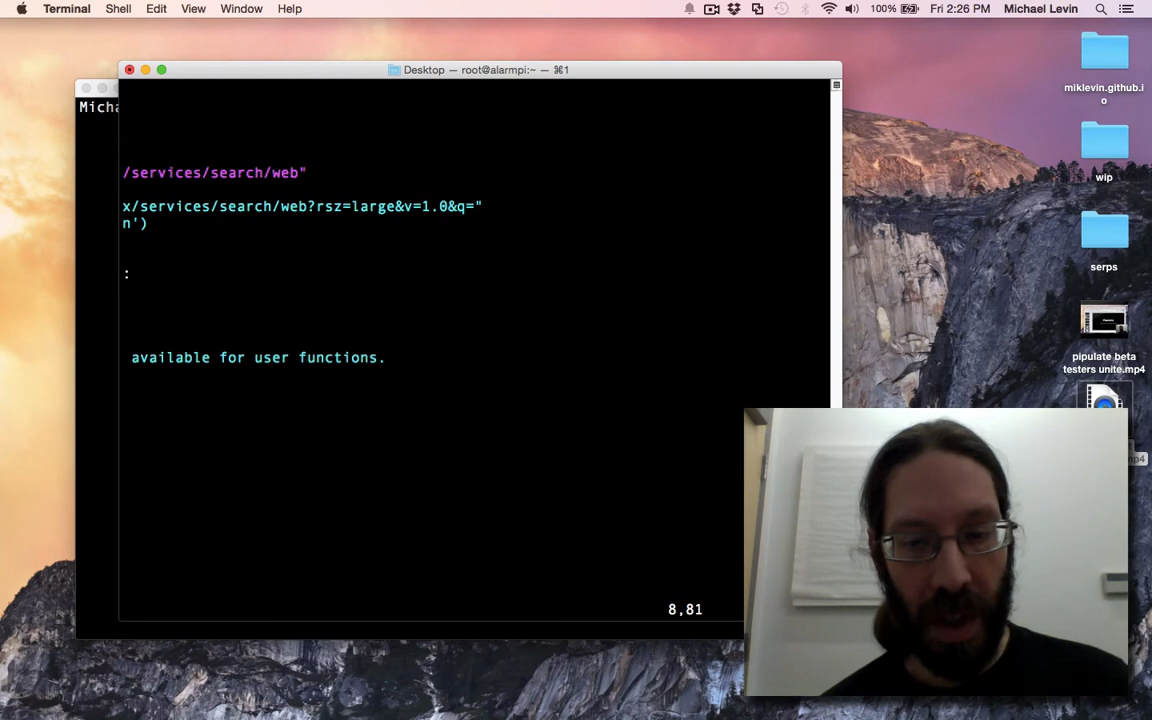 Terminal Shell Edit View Window Help 100% Fri 2:26 PM Michael Levin
Desktop — root@alarmpi:~ — ⌘1
Micha
/services/search/web"
x/services/search/web?rsz=large&v=1.0&q="
n')
:
available for user functions.
8,81
miklevin.github.i
o
wip
serps
pipulate beta
testers unite.mp4
mp4